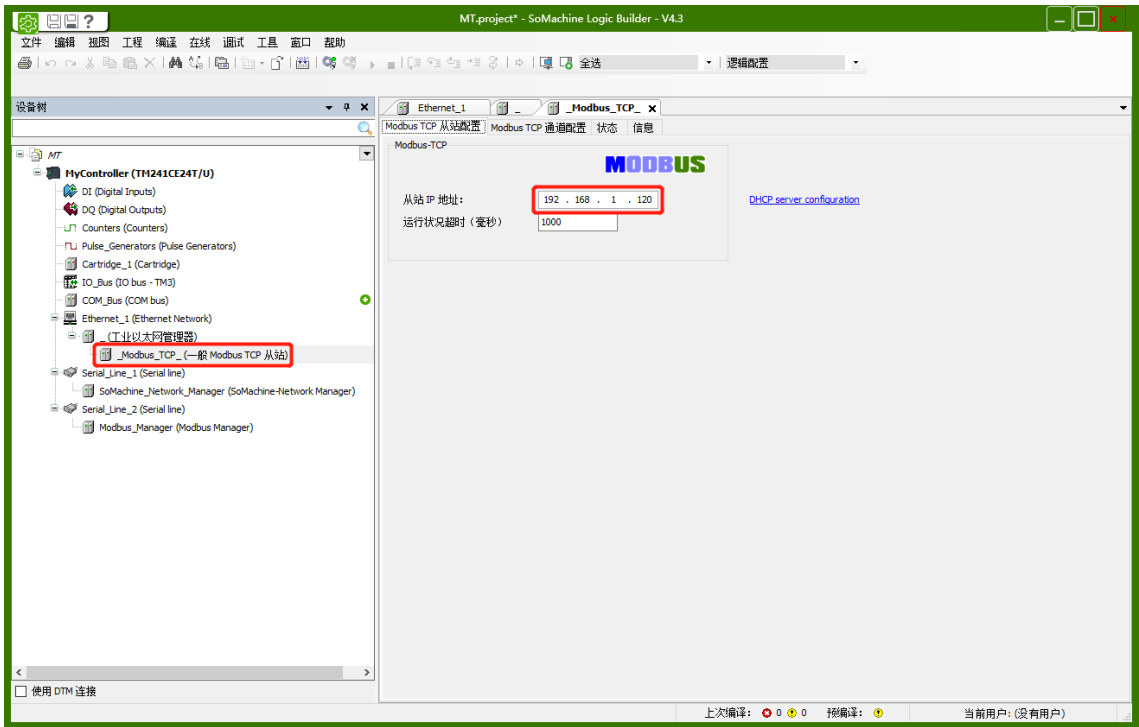 MT.project* - SoMachine Logic Builder - V4.3
文件 编辑 视图 工程 编译 在线 调试 工具 窗口 帮助
全选 逻辑配置
设备树
Ethernet_1 _ _Modbus_TCP_
Modbus TCP 从站配置 Modbus TCP 通道配置 状态 信息
Modbus-TCP
MODBUS
从站 IP 地址: 192 . 168 . 1 . 120 DHCP server configuration
运行状况超时（毫秒） 1000
MT
MyController (TM241CE24T/U)
DI (Digital Inputs)
DQ (Digital Outputs)
Counters (Counters)
Pulse_Generators (Pulse Generators)
Cartridge_1 (Cartridge)
IO_Bus (IO bus - TM3)
COM_Bus (COM bus)
Ethernet_1 (Ethernet Network)
_ (工业以太网管理器)
_Modbus_TCP_ (一般 Modbus TCP 从站)
Serial_Line_1 (Serial line)
SoMachine_Network_Manager (SoMachine-Network Manager)
Serial_Line_2 (Serial line)
Modbus_Manager (Modbus Manager)
使用 DTM 连接
上次编译: 0 0 预编译: 当前用户: (没有用户)